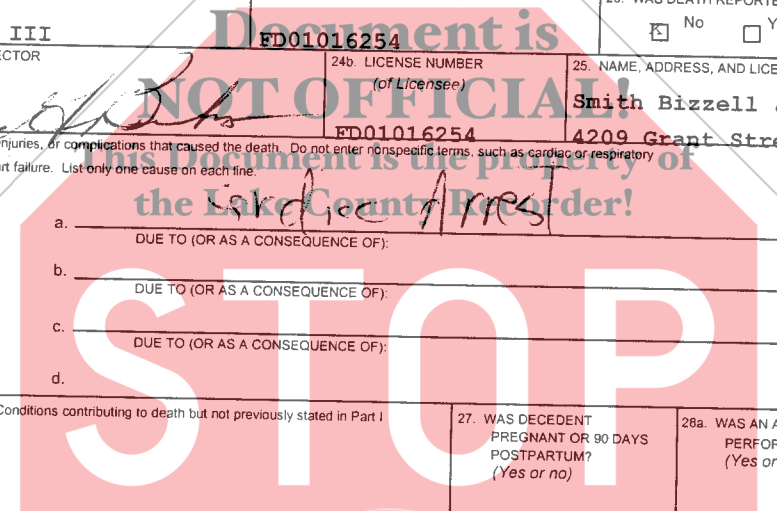 III
FD01016254
No
ECTOR
24b. LICENSE NUMBER
(of Licensee)
FD01016254
25. NAME, ADDRESS, AND LICE
Smith Bizzell
4209 Grant Stre
njuries, or complications that caused the death. Do not enter nonspecific terms, such as cardiac or respiratory
rt failure. List only one cause on each line.
a. Cardiac Arrest
DUE TO (OR AS A CONSEQUENCE OF):
b.
DUE TO (OR AS A CONSEQUENCE OF):
c.
DUE TO (OR AS A CONSEQUENCE OF):
d.
Conditions contributing to death but not previously stated in Part I
27. WAS DECEDENT
PREGNANT OR 90 DAYS
POSTPARTUM?
(Yes or no)
28a. WAS AN A
PERFOR
(Yes or
Document is
NOT OFFICIAL!
This Document is the property of
the Lake County Recorder!
STOP